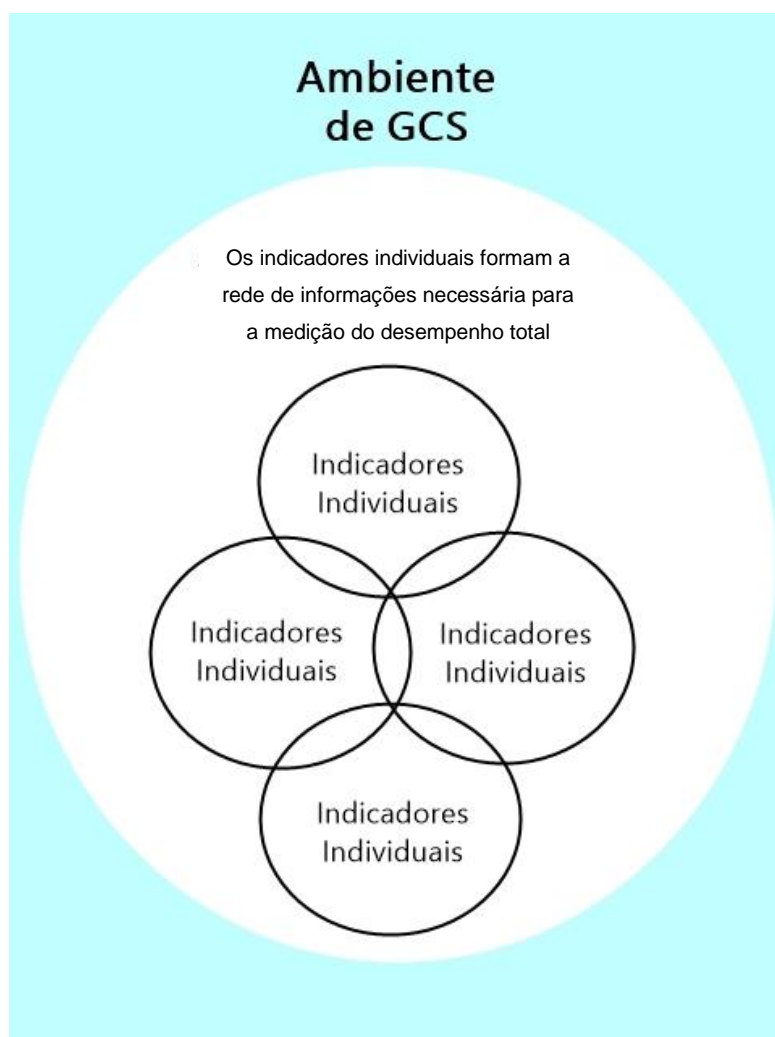 Ambiente
de GCS
Os indicadores individuais formam a
rede de informações necessária para
a medição do desempenho total
Indicadores
Individuais
Indicadores
Individuais
Indicadores
Individuais
Indicadores
Individuais